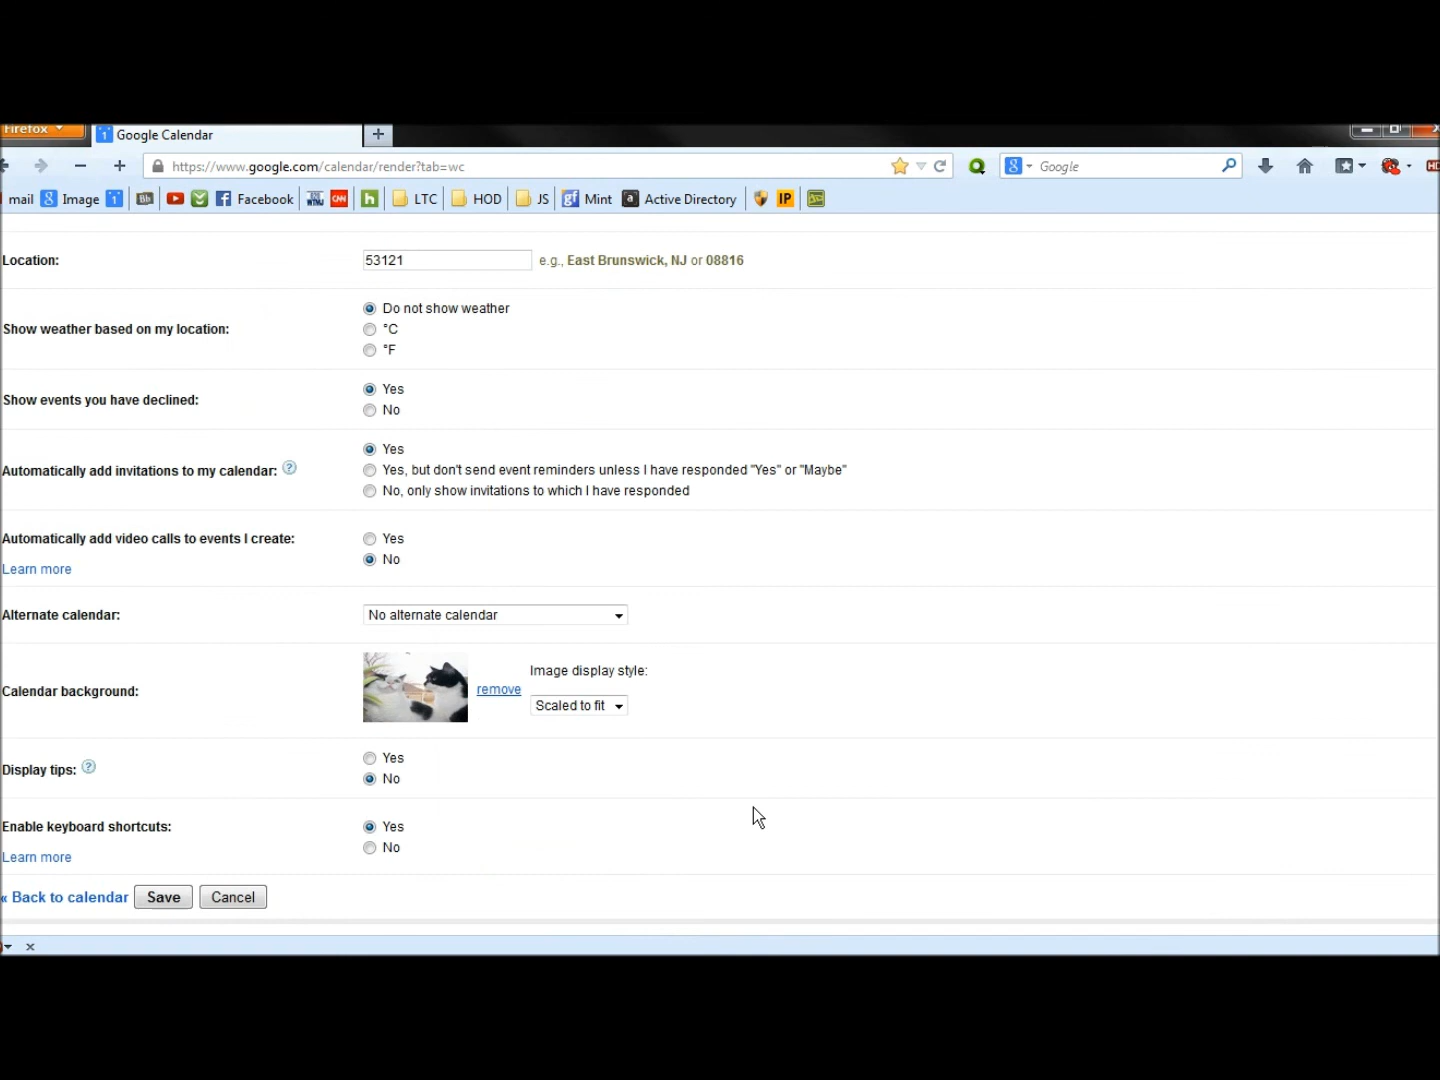 Firefox
Google Calendar
https://www.google.com/calendar/render?tab=wc
Google
mail Image Bb Facebook CNN h LTC HOD JS gf Mint a Active Directory IP
Location: 53121 e.g., East Brunswick, NJ or 08816
Show weather based on my location:
Do not show weather
°C
°F
Show events you have declined:
Yes
No
Automatically add invitations to my calendar: ?
Yes
Yes, but don't send event reminders unless I have responded "Yes" or "Maybe"
No, only show invitations to which I have responded
Automatically add video calls to events I create:
Learn more
Yes
No
Alternate calendar: No alternate calendar
Calendar background:
remove
Image display style:
Scaled to fit
Display tips: ?
Yes
No
Enable keyboard shortcuts:
Learn more
Yes
No
« Back to calendar Save Cancel